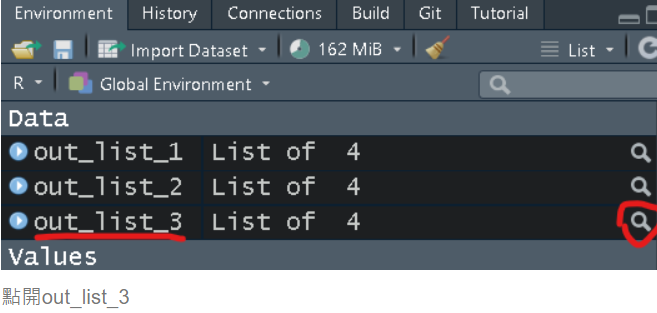 Environment History Connections Build Git Tutorial
Import Dataset 162 MiB List
R Global Environment
Data
out_list_1 List of 4
out_list_2 List of 4
out_list_3 List of 4
Values
點開out_list_3